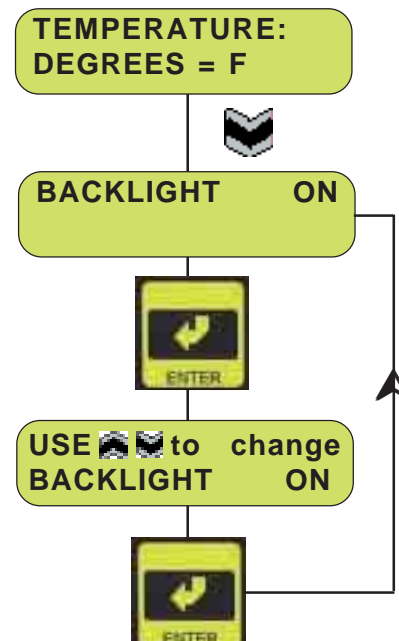 TEMPERATURE:
DEGREES = F
BACKLIGHT ON
ENTER
USE to change
BACKLIGHT ON
ENTER